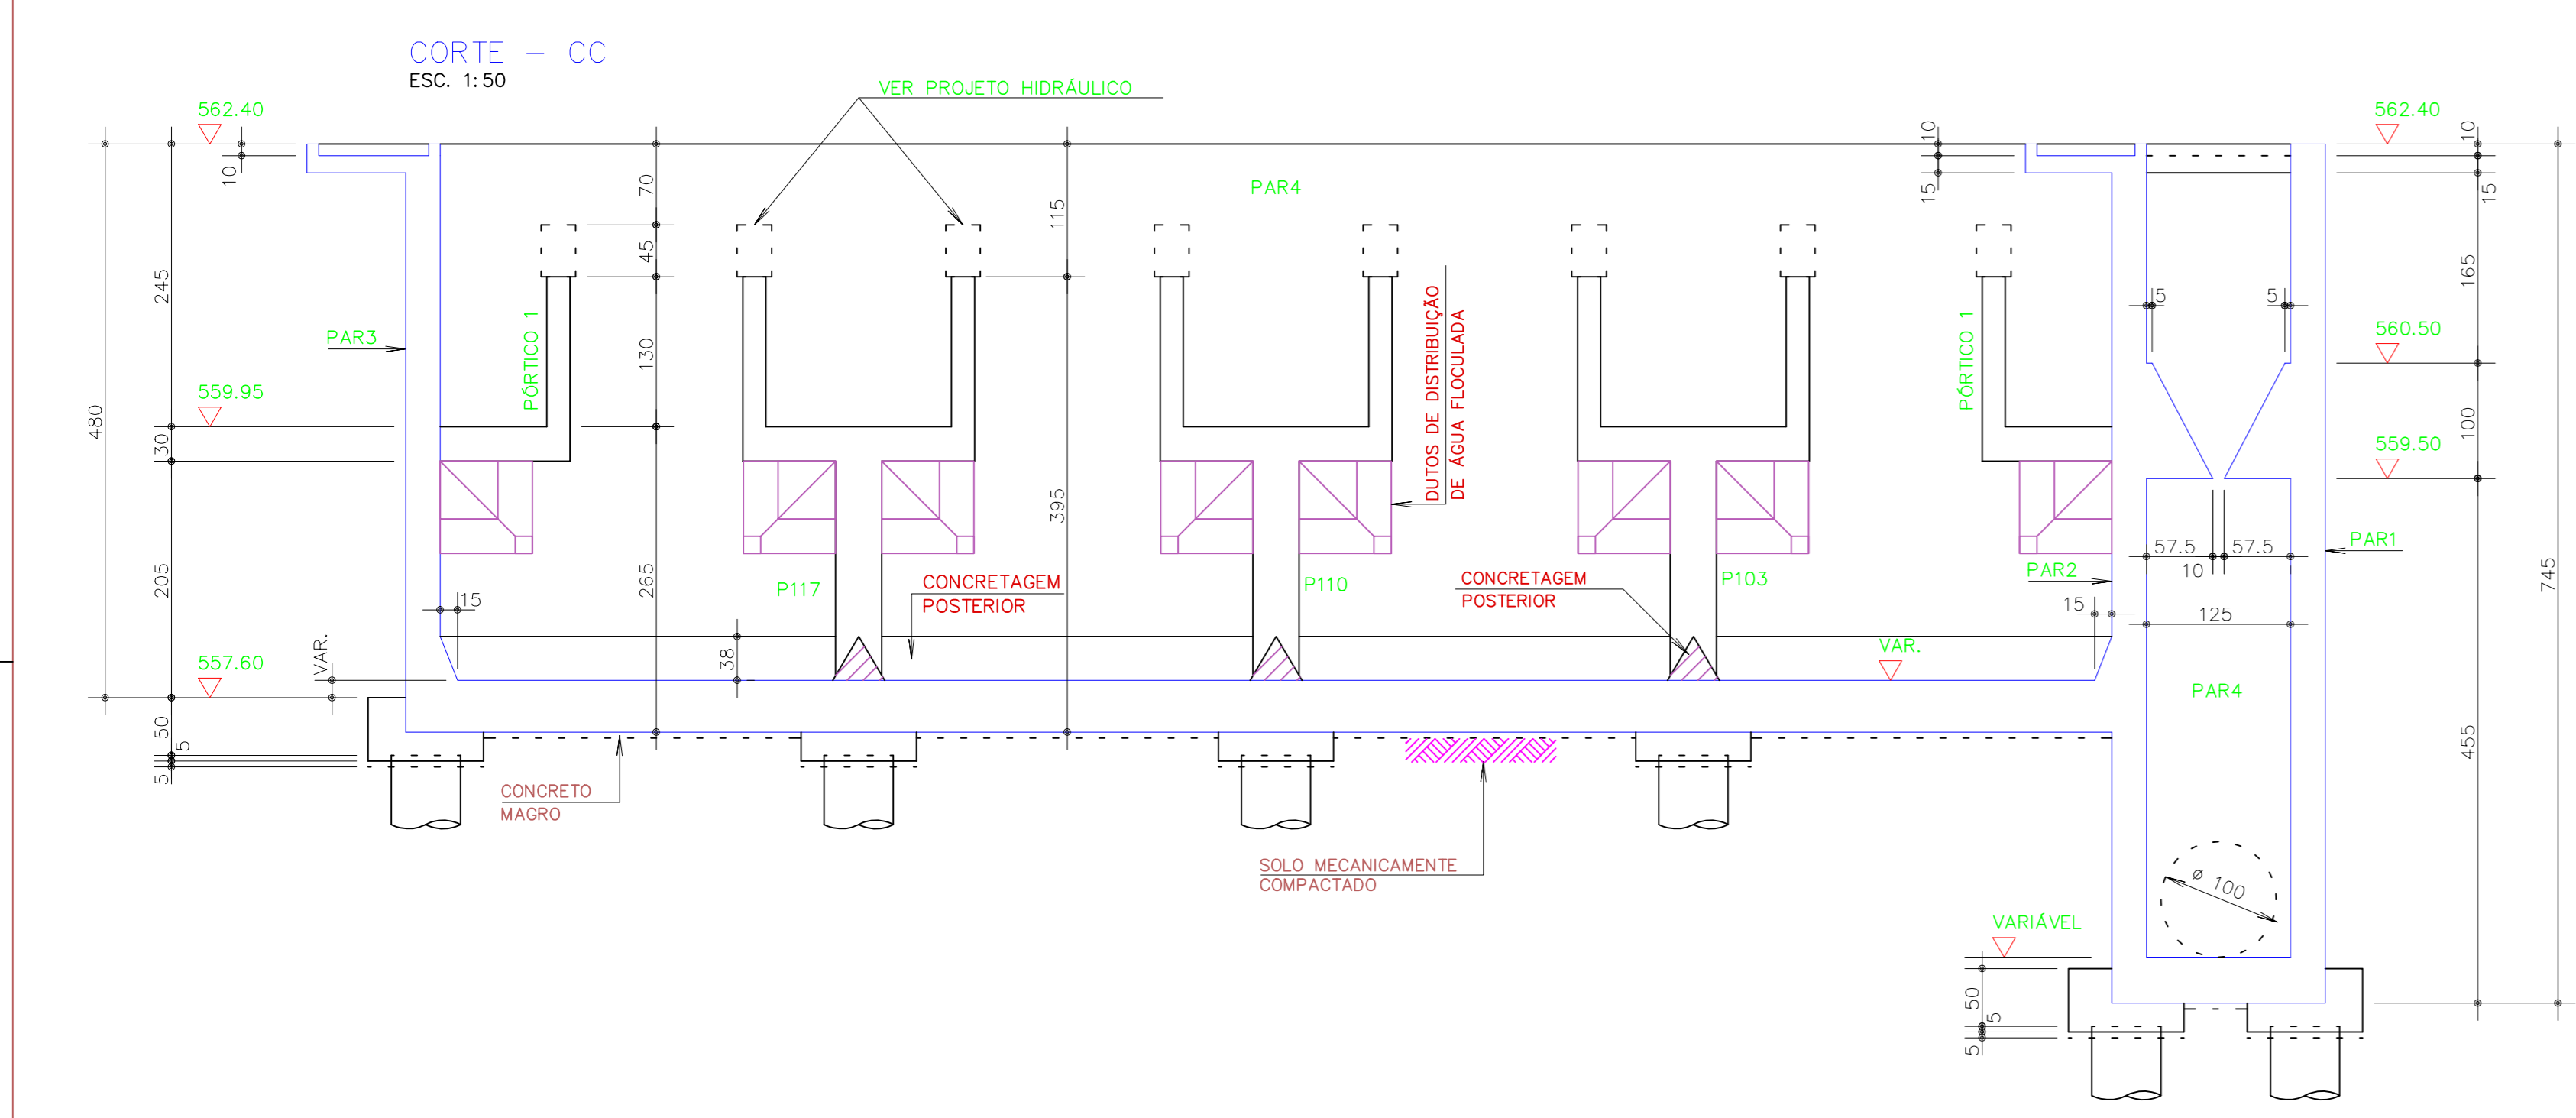 CORTE - CC
ESC. 1:50
VER PROJETO HIDRÁULICO
562.40
562.40
10
10
10
15
15
70
45
115
PAR4
245
165
5
5
PAR3
PÓRTICO 1
130
PÓRTICO 1
560.50
559.95
480
30
100
559.50
DUTOS DE DISTRIBUIÇÃO
DE ÁGUA FLOCULADA
395
57.5
57.5
10
PAR1
745
205
265
15
P117
CONCRETAGEM
POSTERIOR
P110
CONCRETAGEM
POSTERIOR
P103
PAR2
15
125
VAR.
557.60
38
VAR.
PAR4
50
5
5
455
CONCRETO
MAGRO
SOLO MECANICAMENTE
COMPACTADO
ø 100
VARIÁVEL
50
5
5